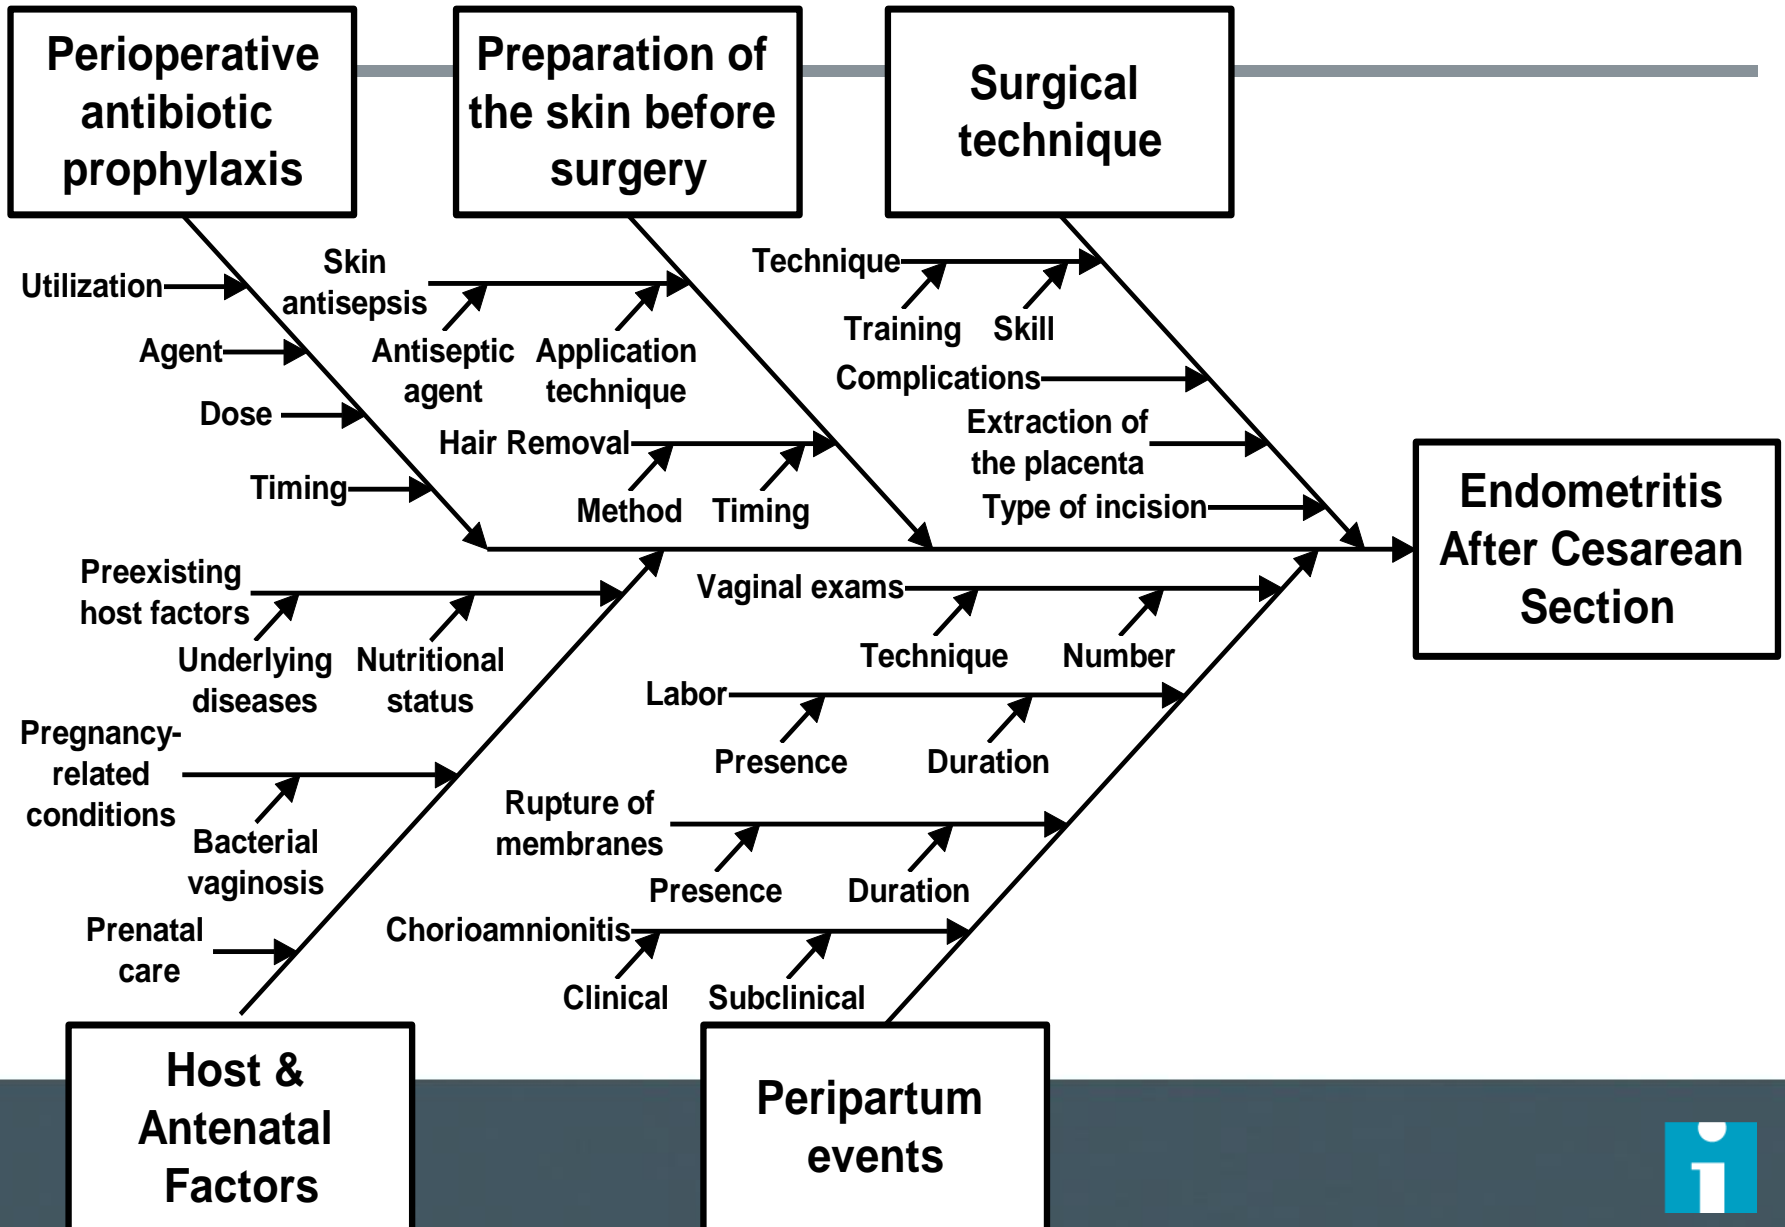 Perioperative
antibiotic
prophylaxis
Preparation of
the skin before
surgery
Surgical
technique
Utilization
Agent
Dose
Timing
Skin
antisepsis
Antiseptic
agent
Application
technique
Hair Removal
Method
Timing
Technique
Training
Skill
Complications
Extraction of
the placenta
Type of incision
Endometritis
After Cesarean
Section
Preexisting
host factors
Underlying
diseases
Nutritional
status
Pregnancy-
related
conditions
Bacterial
vaginosis
Prenatal
care
Vaginal exams
Technique
Number
Labor
Presence
Duration
Rupture of
membranes
Presence
Duration
Chorioamnionitis
Clinical
Subclinical
Host &
Antenatal
Factors
Peripartum
events
i